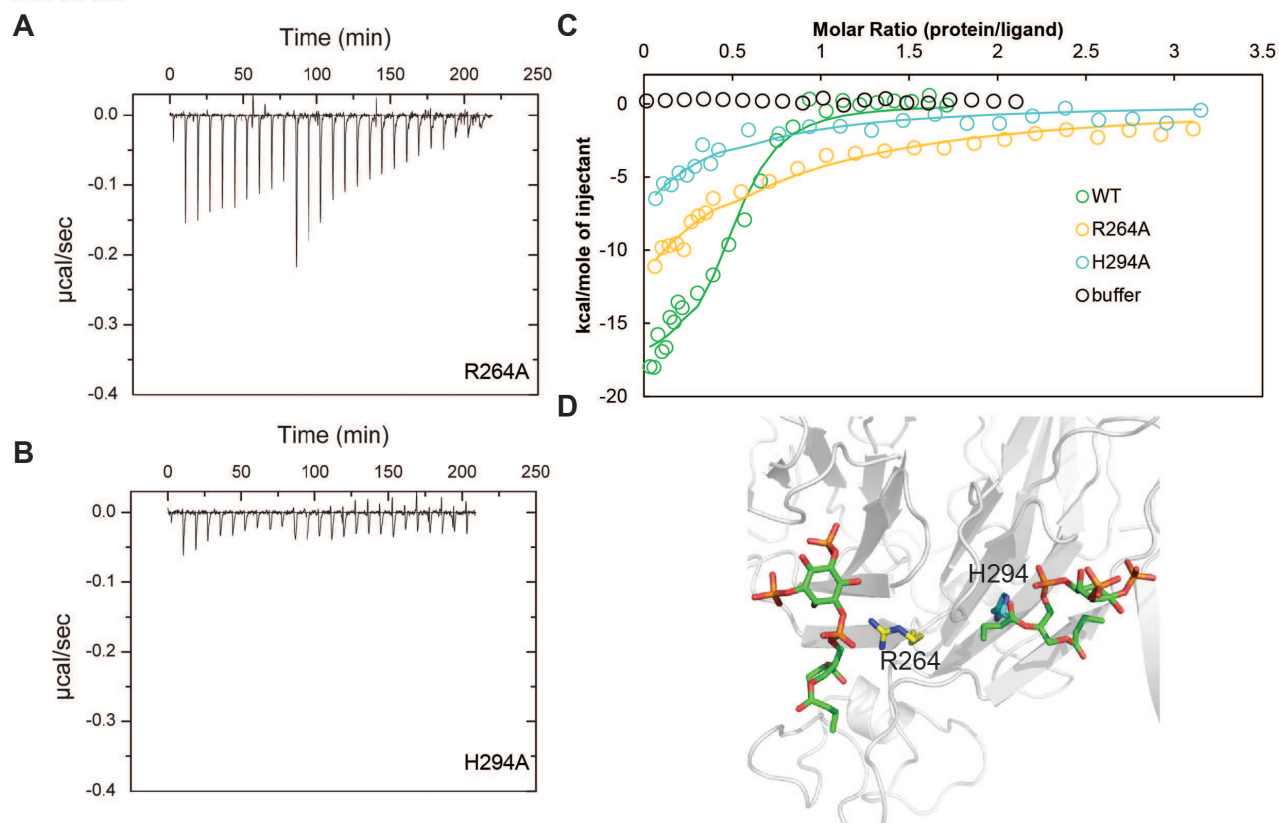 A
Time (min)
0 50 100 150 200 250
0.0
-0.1
-0.2
-0.3
-0.4
µcal/sec
R264A
B
Time (min)
0 50 100 150 200 250
0.0
-0.1
-0.2
-0.3
-0.4
µcal/sec
H294A
C
Molar Ratio (protein/ligand)
0 0.5 1 1.5 2 2.5 3 3.5
0
-5
-10
-15
-20
kcal/mole of injectant
WT
R264A
H294A
buffer
D
H294
R264